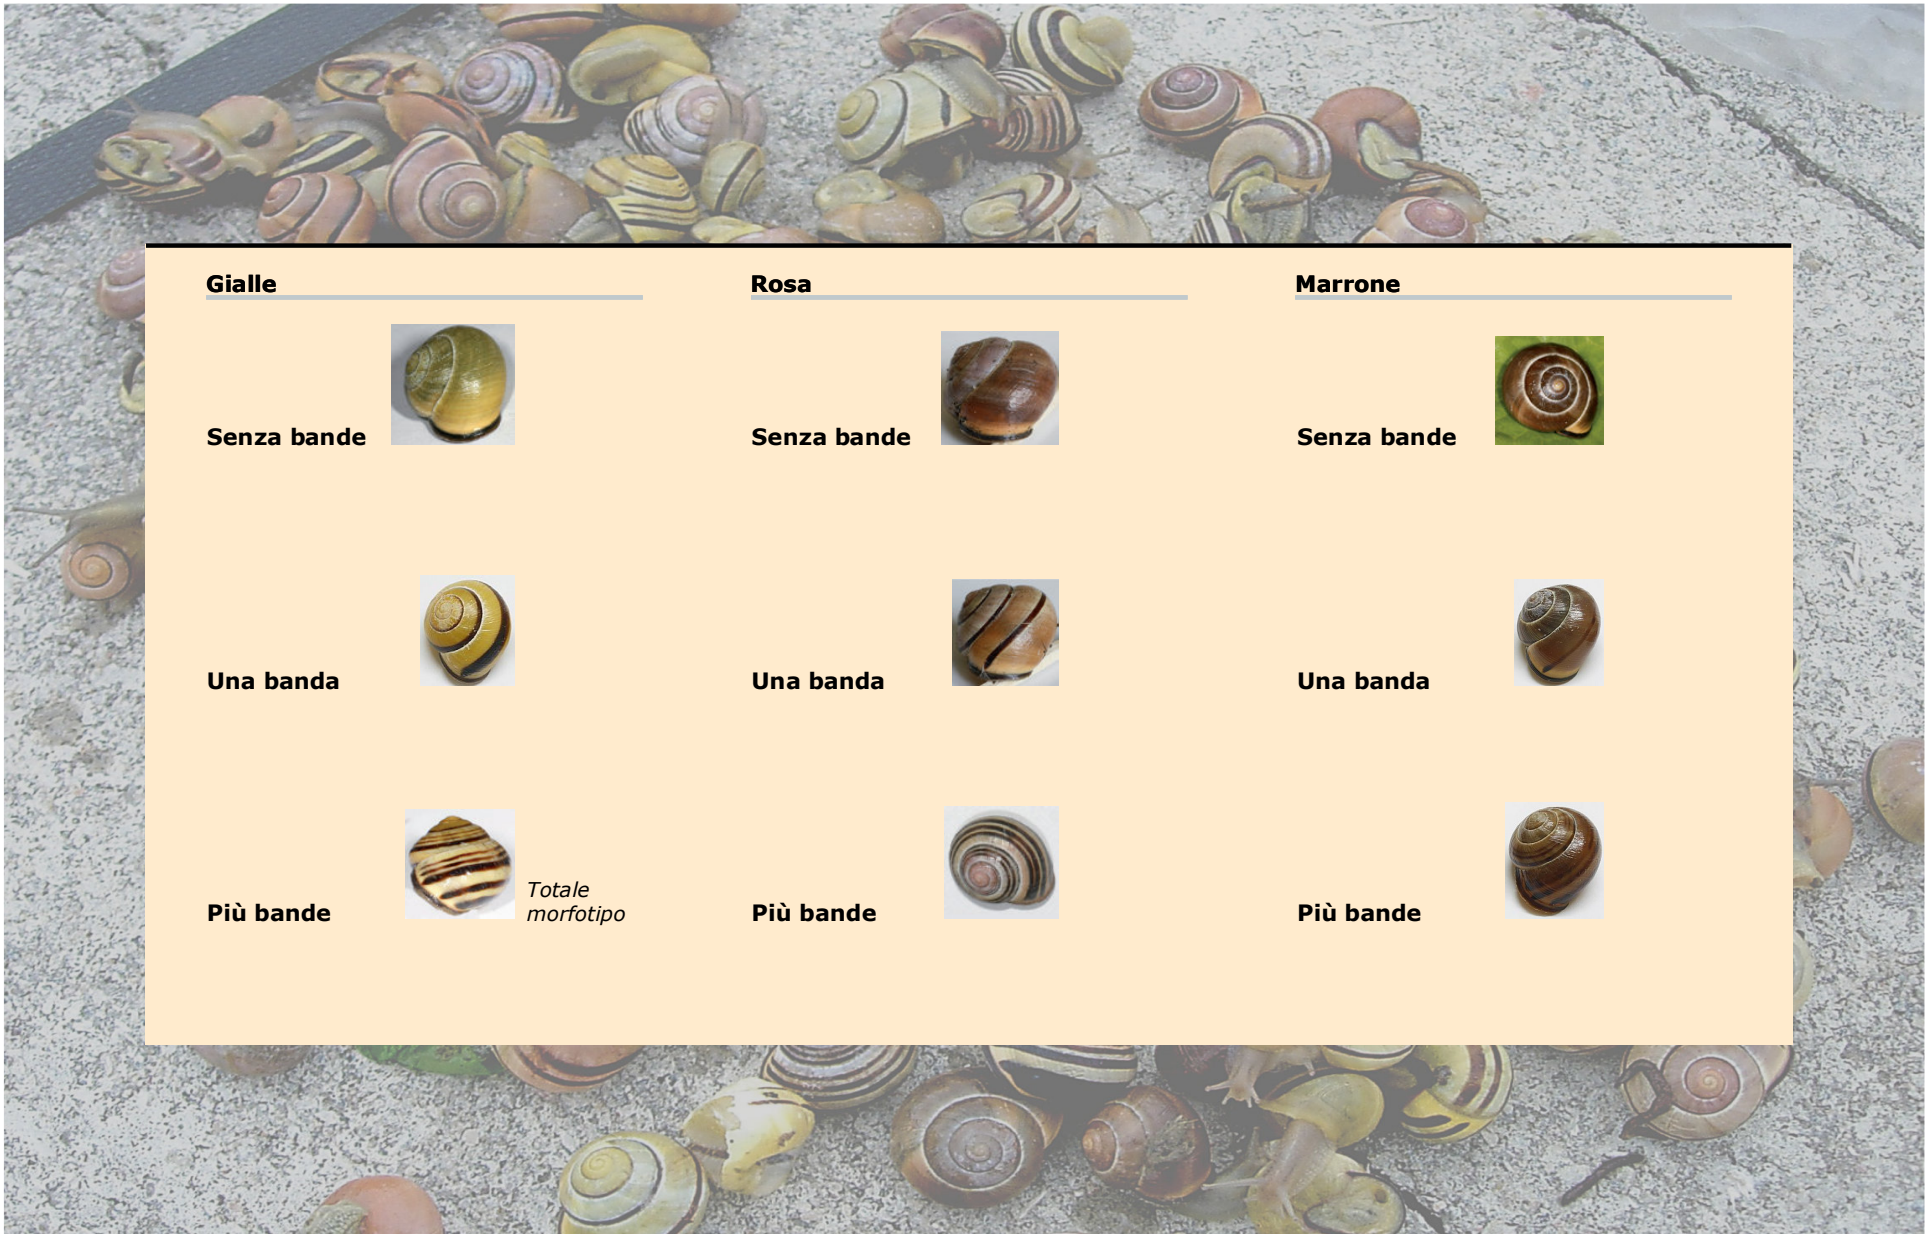 Gialle
Rosa
Marrone
Senza bande
Senza bande
Senza bande
Una banda
Una banda
Una banda
Più bande
Totale
morfotipo
Più bande
Più bande